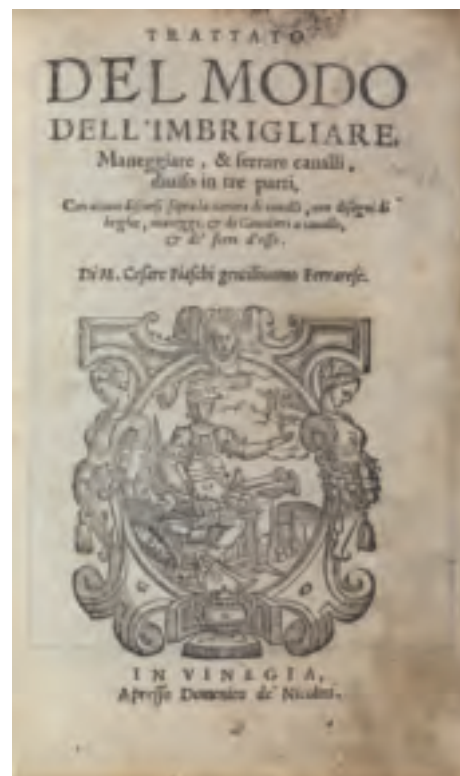 TRATTATO
DEL MODO
DELL'IMBRIGLIARE,
Maneggiare, & ferrare caualli,
diuiso in tre parti,
Con alcuni discorsi sopra la natura di caualli, con disegni di
briglie, maneggi, & di Caualieri a cauallo,
& de' ferri d'esso.
Di M. Cesare Fiaschi gentilhuomo Ferrarese.
IN VINEGIA,
Apresso Domenico de' Nicolini.